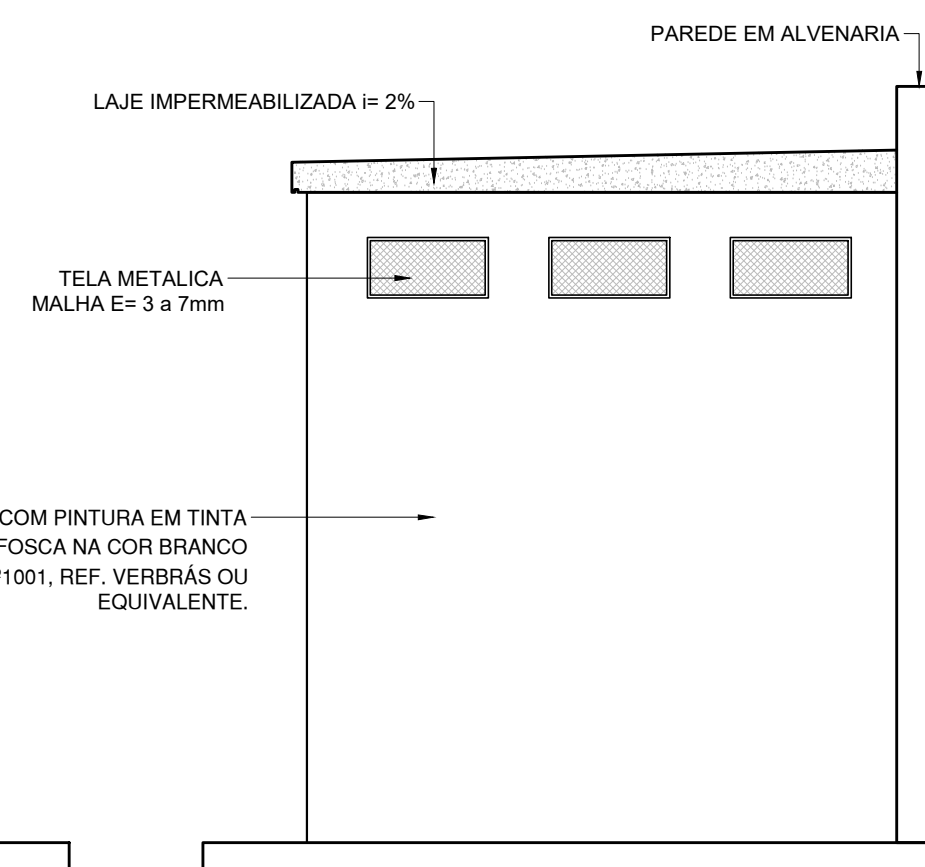 PAREDE EM ALVENARIA
LAJE IMPERMEABILIZADA i= 2%
TELA METALICA
MALHA E= 3 a 7mm
COM PINTURA EM TINTA
FOSCA NA COR BRANCO
1001, REF. VERBRÁS OU
EQUIVALENTE.